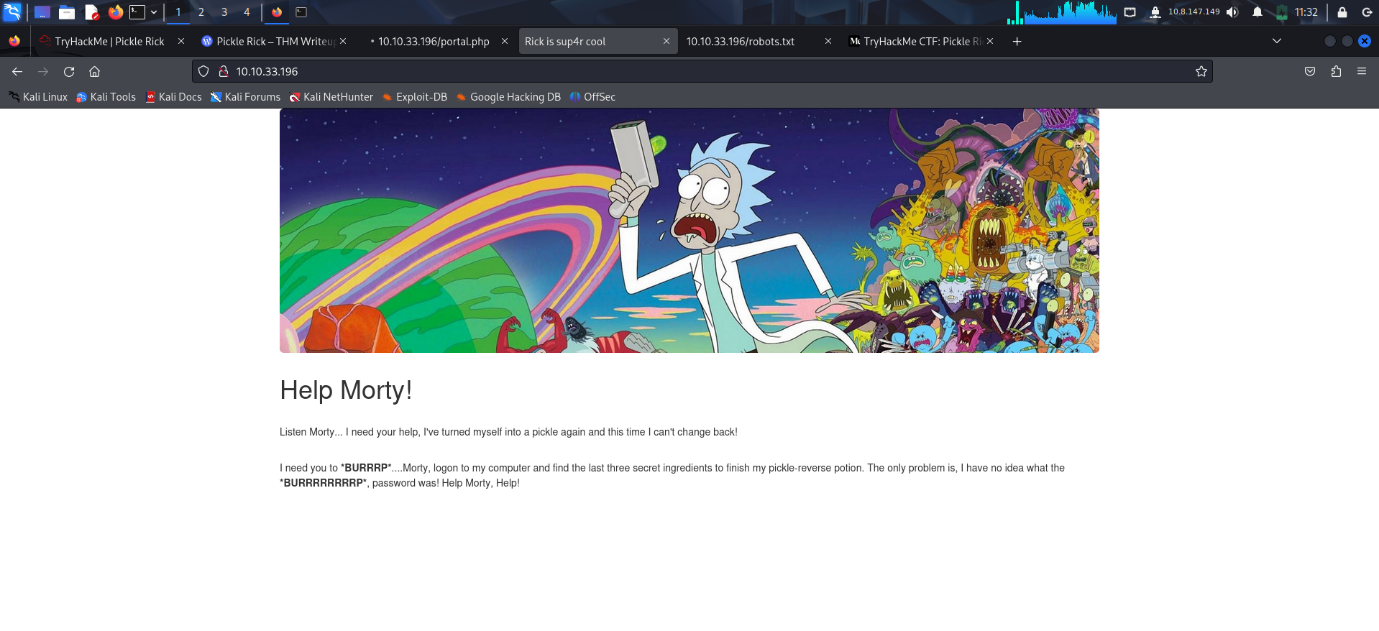 1 2 3 4 10.8.147.149 11:32
TryHackMe | Pickle Rick Pickle Rick – THM Writeup 10.10.33.196/portal.php Rick is sup4r cool 10.10.33.196/robots.txt TryHackMe CTF: Pickle Ri
10.10.33.196
Kali Linux Kali Tools Kali Docs Kali Forums Kali NetHunter Exploit-DB Google Hacking DB OffSec
Help Morty!
Listen Morty... I need your help, I've turned myself into a pickle again and this time I can't change back!
I need you to *BURRRP*....Morty, logon to my computer and find the last three secret ingredients to finish my pickle-reverse potion. The only problem is, I have no idea what the
*BURRRRRRRRP*, password was! Help Morty, Help!